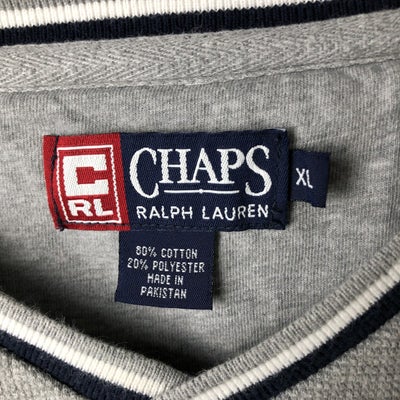 C
RL
CHAPS
RALPH LAUREN
XL
80% COTTON
20% POLYESTER
MADE IN
PAKISTAN